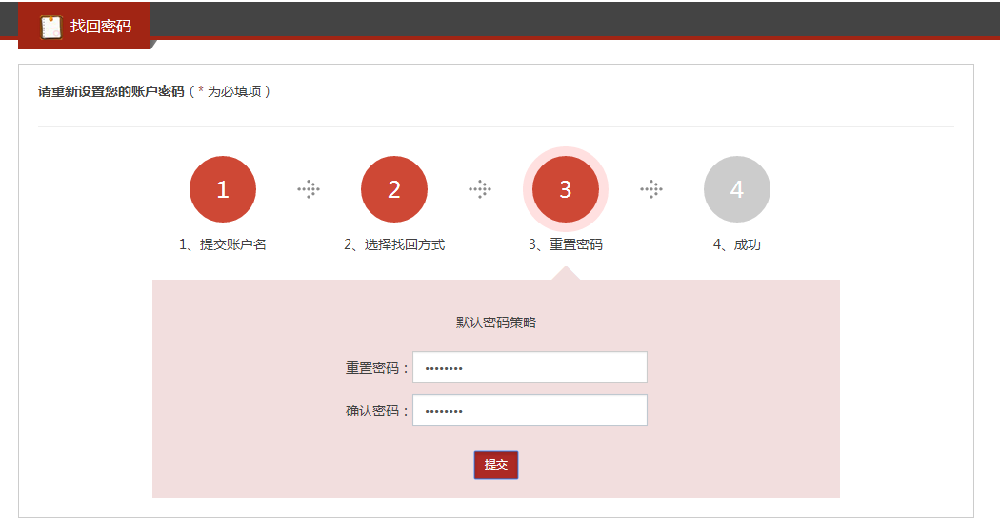 找回密码
请重新设置您的账户密码（* 为必填项）
1 2 3 4
1、提交账户名 2、选择找回方式 3、重置密码 4、成功
默认密码策略
重置密码：••••••••
确认密码：••••••••
提交